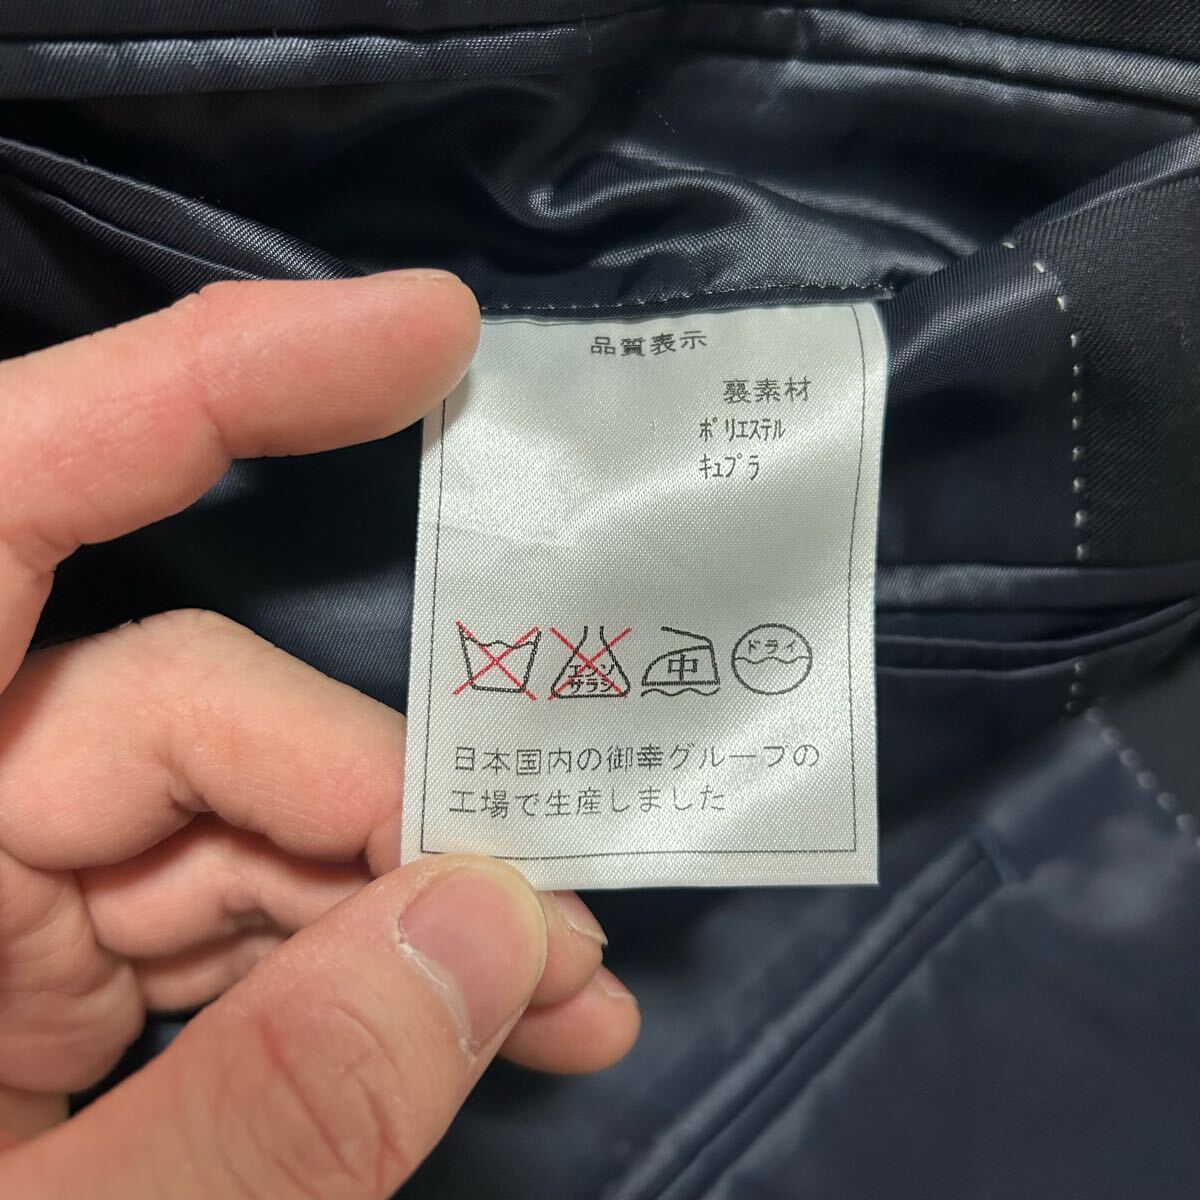 品質表示
裏素材
ﾎﾟﾘｴｽﾃﾙ
ｷｭﾌﾟﾗ
エンソ
サラシ
中
ドライ
日本国内の御幸グループの
工場で生産しました